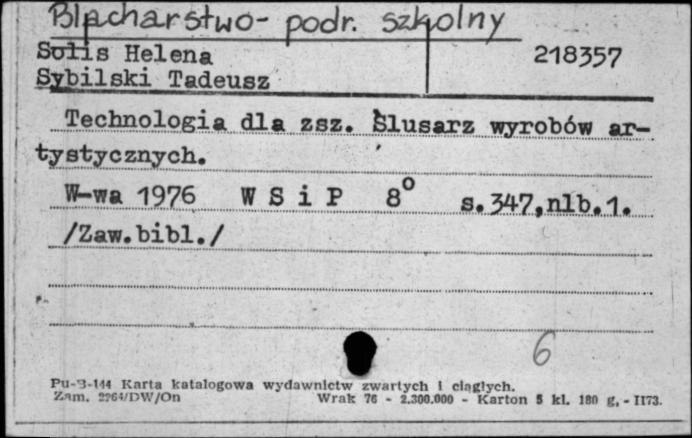 Blacharstwo- podr. szkolny
Solis Helena 218357
Sybilski Tadeusz
Technologia dla zsz. Ślusarz wyrobów ar-
tystycznych.
W-wa 1976 W S i P 8° s.347,nlb.1.
/Zaw.bibl./
6
Pu-3-144 Karta katalogowa wydawnictw zwartych i ciągłych.
Zam. 2264/DW/On Wrak 76 - 2.300.000 - Karton 5 kl. 180 g. - II73.